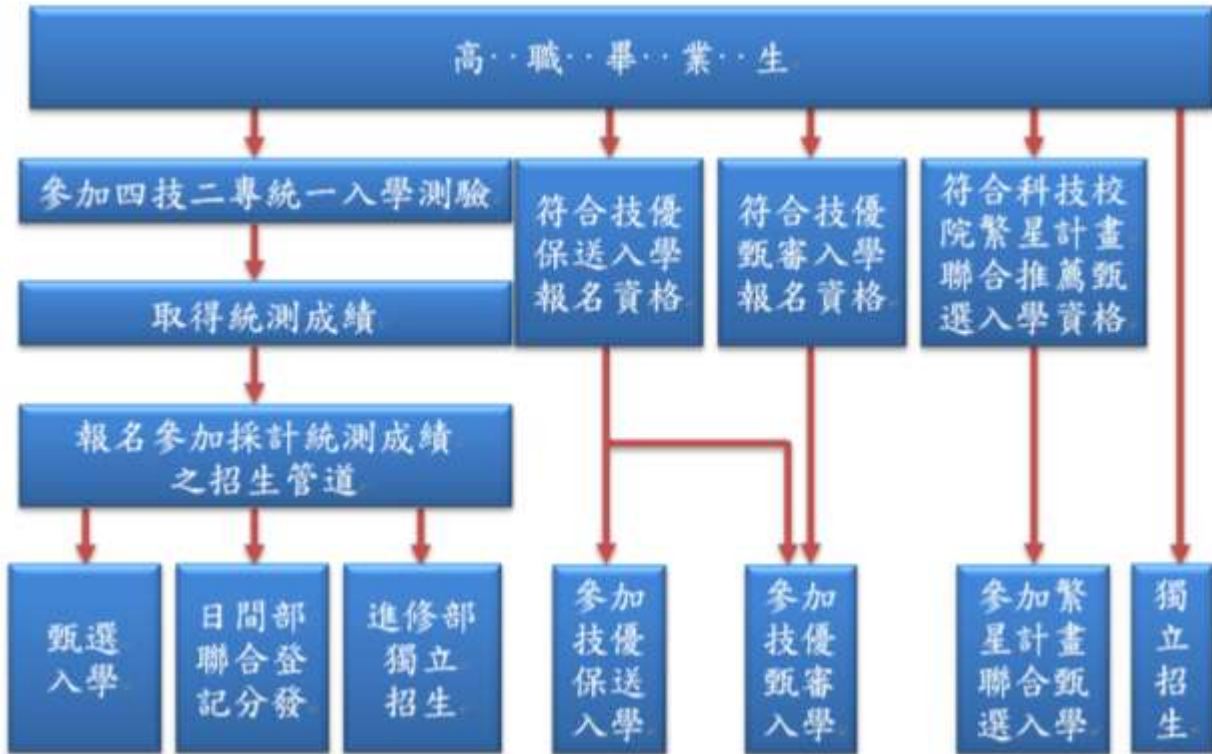 高‥職‥畢‥業‥生
參加四技二專統一入學測驗
取得統測成績
報名參加採計統測成績
之招生管道
符合技優
保送入學
報名資格
符合技優
甄審入學
報名資格
符合科技校
院繁星計畫
聯合推薦甄
選入學資格
甄選
入學
日間部
聯合登
記分發
進修部
獨立
招生
參加
技優
保送
入學
參加
技優
甄審
入學
參加繁
星計畫
聯合甄
選入學
獨
立
招
生